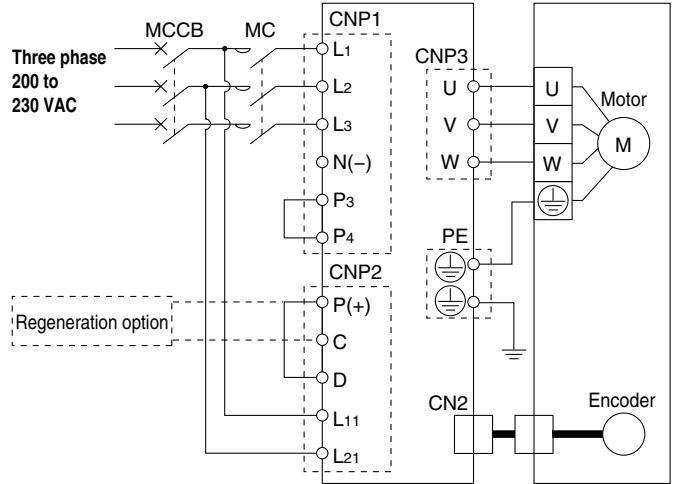 MCCB
MC
Three phase
200 to
230 VAC
CNP1
L1
L2
L3
N(−)
P3
P4
CNP2
P(+)
C
D
L11
L21
Regeneration option
CNP3
U
V
W
PE
CN2
U
V
W
Motor
M
Encoder